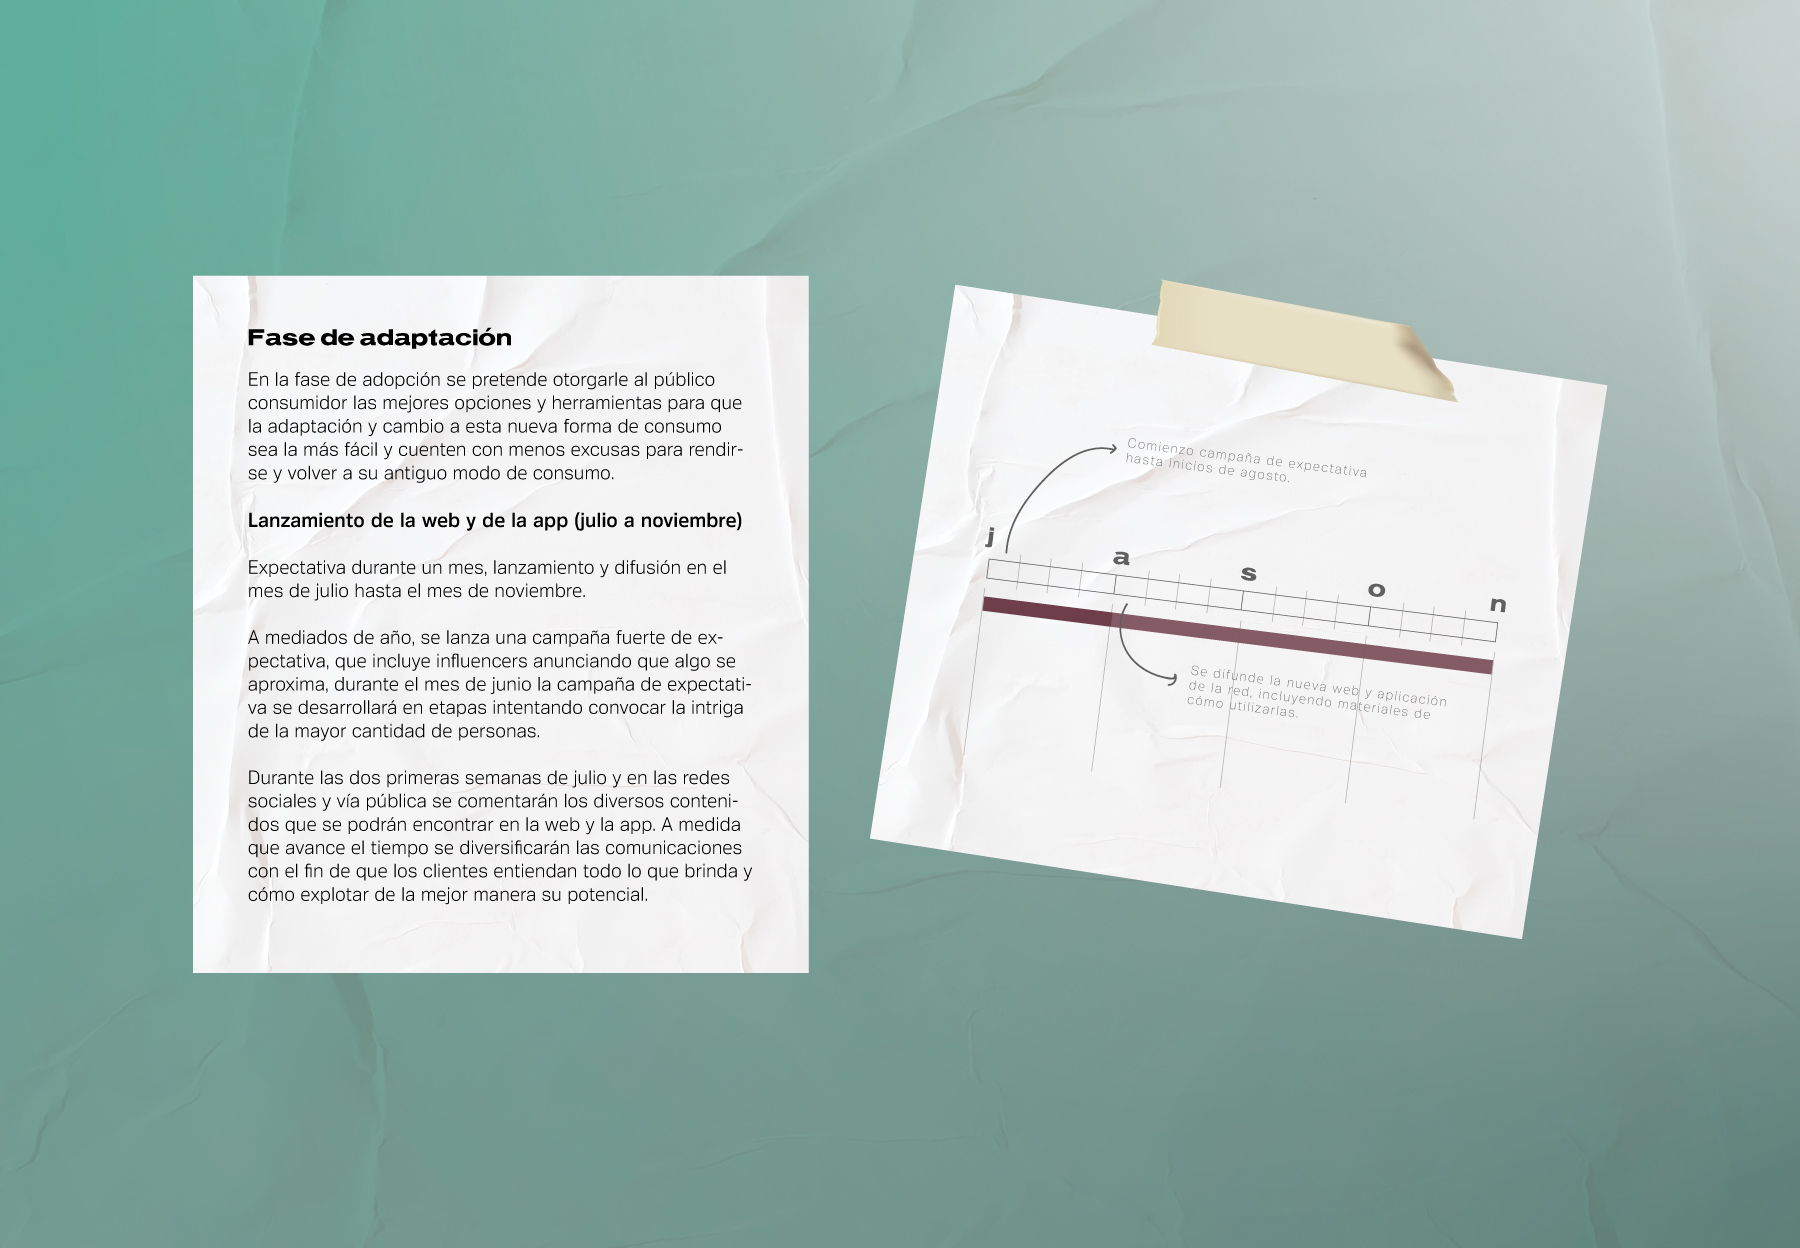 Fase de adaptación
En la fase de adopción se pretende otorgarle al público
consumidor las mejores opciones y herramientas para que
la adaptación y cambio a esta nueva forma de consumo
sea la más fácil y cuenten con menos excusas para rendir-
se y volver a su antiguo modo de consumo.
Lanzamiento de la web y de la app (julio a noviembre)
Expectativa durante un mes, lanzamiento y difusión en el
mes de julio hasta el mes de noviembre.
A mediados de año, se lanza una campaña fuerte de ex-
pectativa, que incluye influencers anunciando que algo se
aproxima, durante el mes de junio la campaña de expectati-
va se desarrollará en etapas intentando convocar la intriga
de la mayor cantidad de personas.
Durante las dos primeras semanas de julio y en las redes
sociales y vía pública se comentarán los diversos conteni-
dos que se podrán encontrar en la web y la app. A medida
que avance el tiempo se diversificarán las comunicaciones
con el fin de que los clientes entiendan todo lo que brinda y
cómo explotar de la mejor manera su potencial.
Comienzo campaña de expectativa
hasta inicios de agosto.
j
a
s
o
n
Se difunde la nueva web y aplicación
de la red, incluyendo materiales de
cómo utilizarlas.